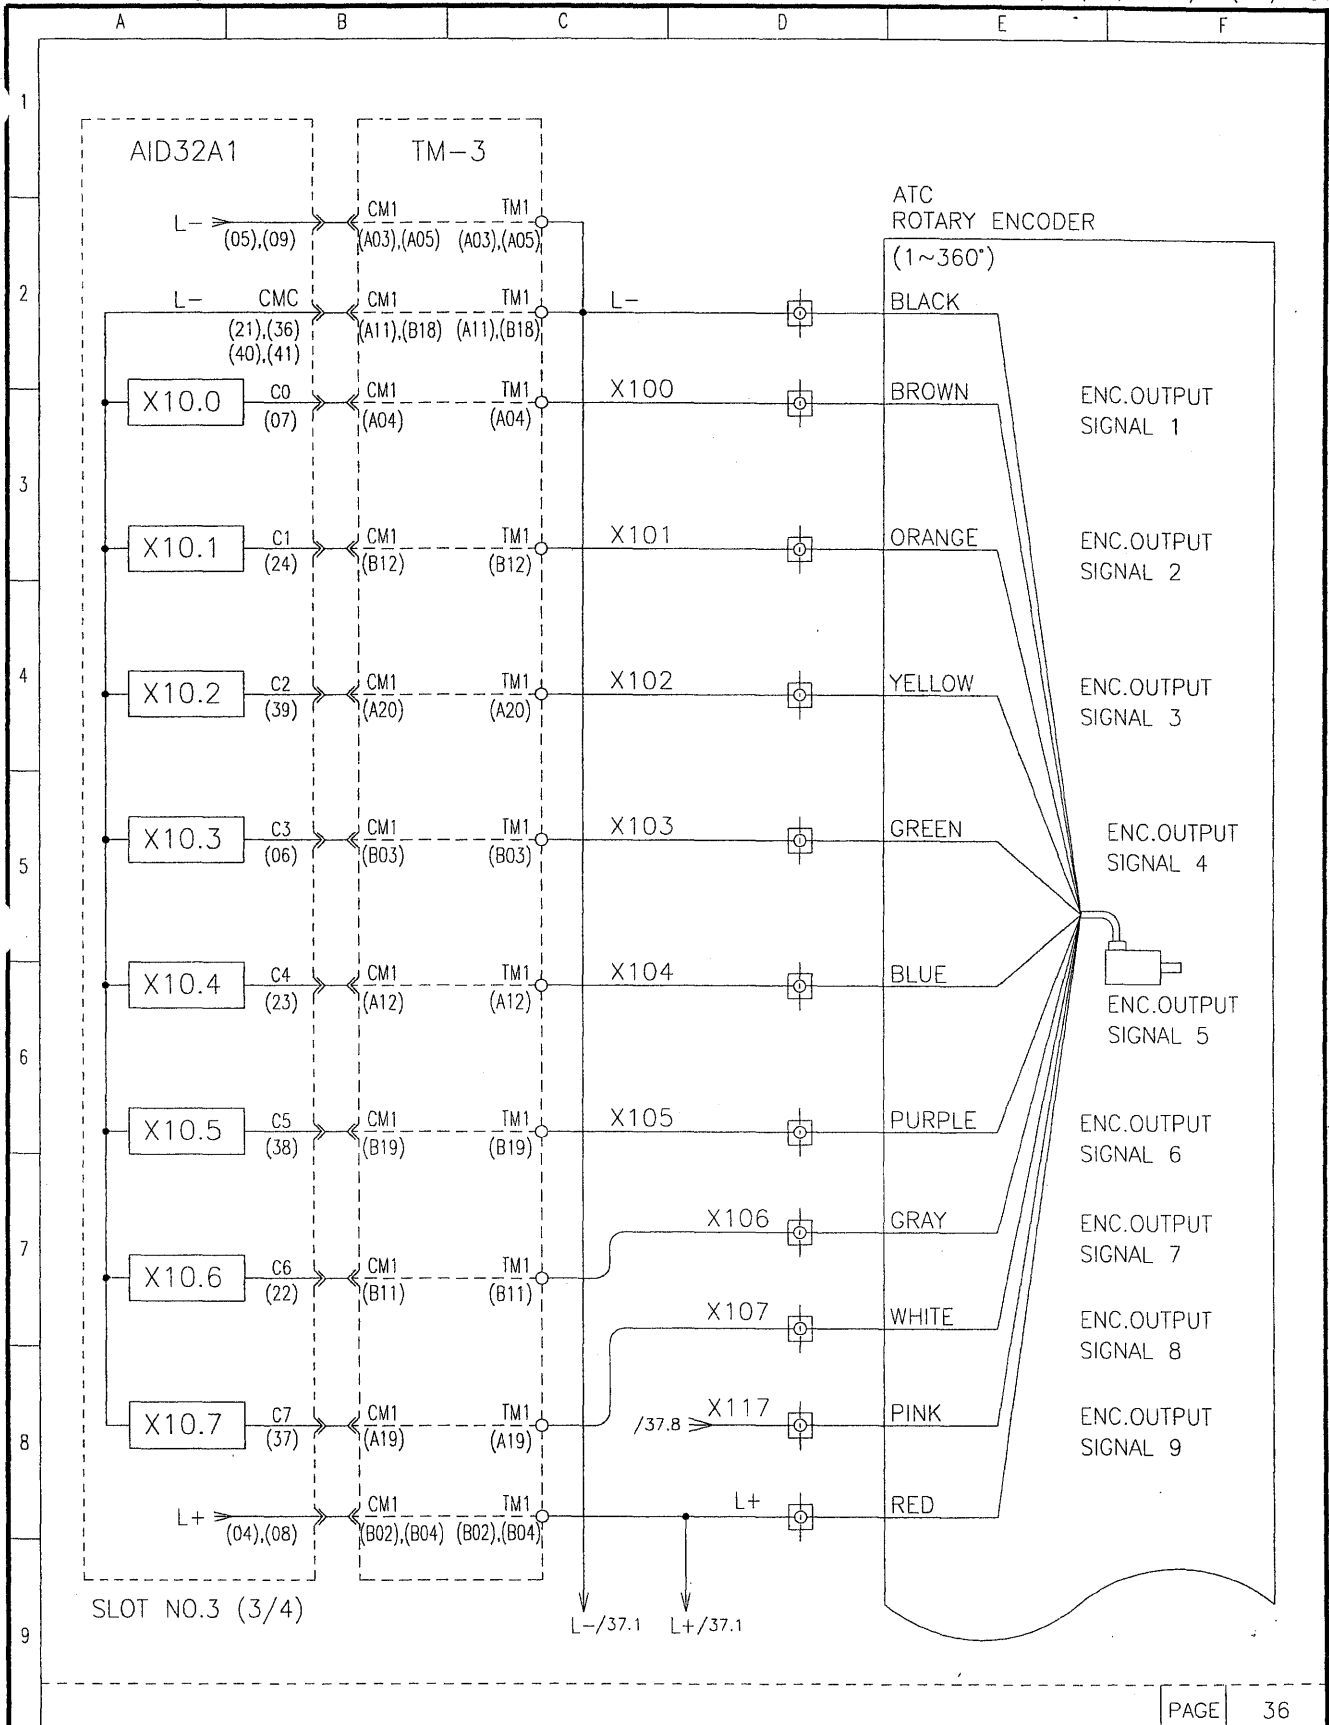 A B C D E F
1
AID32A1 TM-3
ATC
ROTARY ENCODER
(1~360°)
L- CM1 TM1
(05),(09) (A03),(A05) (A03),(A05)
2
L- CMC CM1 TM1 L- BLACK
(21),(36) (A11),(B18) (A11),(B18)
(40),(41)
X10.0 C0 CM1 TM1 X100 BROWN ENC.OUTPUT
(07) (A04) (A04) SIGNAL 1
3
X10.1 C1 CM1 TM1 X101 ORANGE ENC.OUTPUT
(24) (B12) (B12) SIGNAL 2
4
X10.2 C2 CM1 TM1 X102 YELLOW ENC.OUTPUT
(39) (A20) (A20) SIGNAL 3
X10.3 C3 CM1 TM1 X103 GREEN ENC.OUTPUT
(06) (B03) (B03) SIGNAL 4
5
X10.4 C4 CM1 TM1 X104 BLUE
(23) (A12) (A12) ENC.OUTPUT
SIGNAL 5
6
X10.5 C5 CM1 TM1 X105 PURPLE ENC.OUTPUT
(38) (B19) (B19) SIGNAL 6
X106 GRAY ENC.OUTPUT
SIGNAL 7
7
X10.6 C6 CM1 TM1
(22) (B11) (B11)
X107 WHITE ENC.OUTPUT
SIGNAL 8
X10.7 C7 CM1 TM1 /37.8 X117 PINK ENC.OUTPUT
(37) (A19) (A19) SIGNAL 9
8
L+ CM1 TM1 L+ RED
(04),(08) (B02),(B04) (B02),(B04)
SLOT NO.3 (3/4)
L-/37.1 L+/37.1
9
PAGE 36